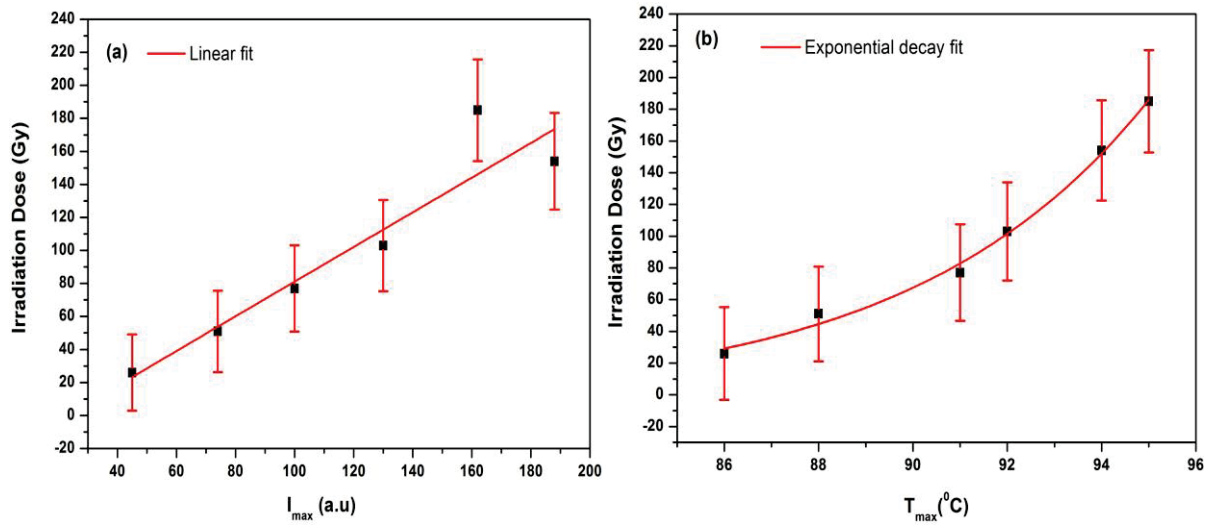 (a)
Linear fit
240
220
200
180
160
140
120
100
80
60
40
20
0
-20
Irradiation Dose (Gy)
40 60 80 100 120 140 160 180 200
I_max (a.u)
(b)
Exponential decay fit
240
220
200
180
160
140
120
100
80
60
40
20
0
-20
Irradiation Dose (Gy)
86 88 90 92 94 96
T_max(⁰C)